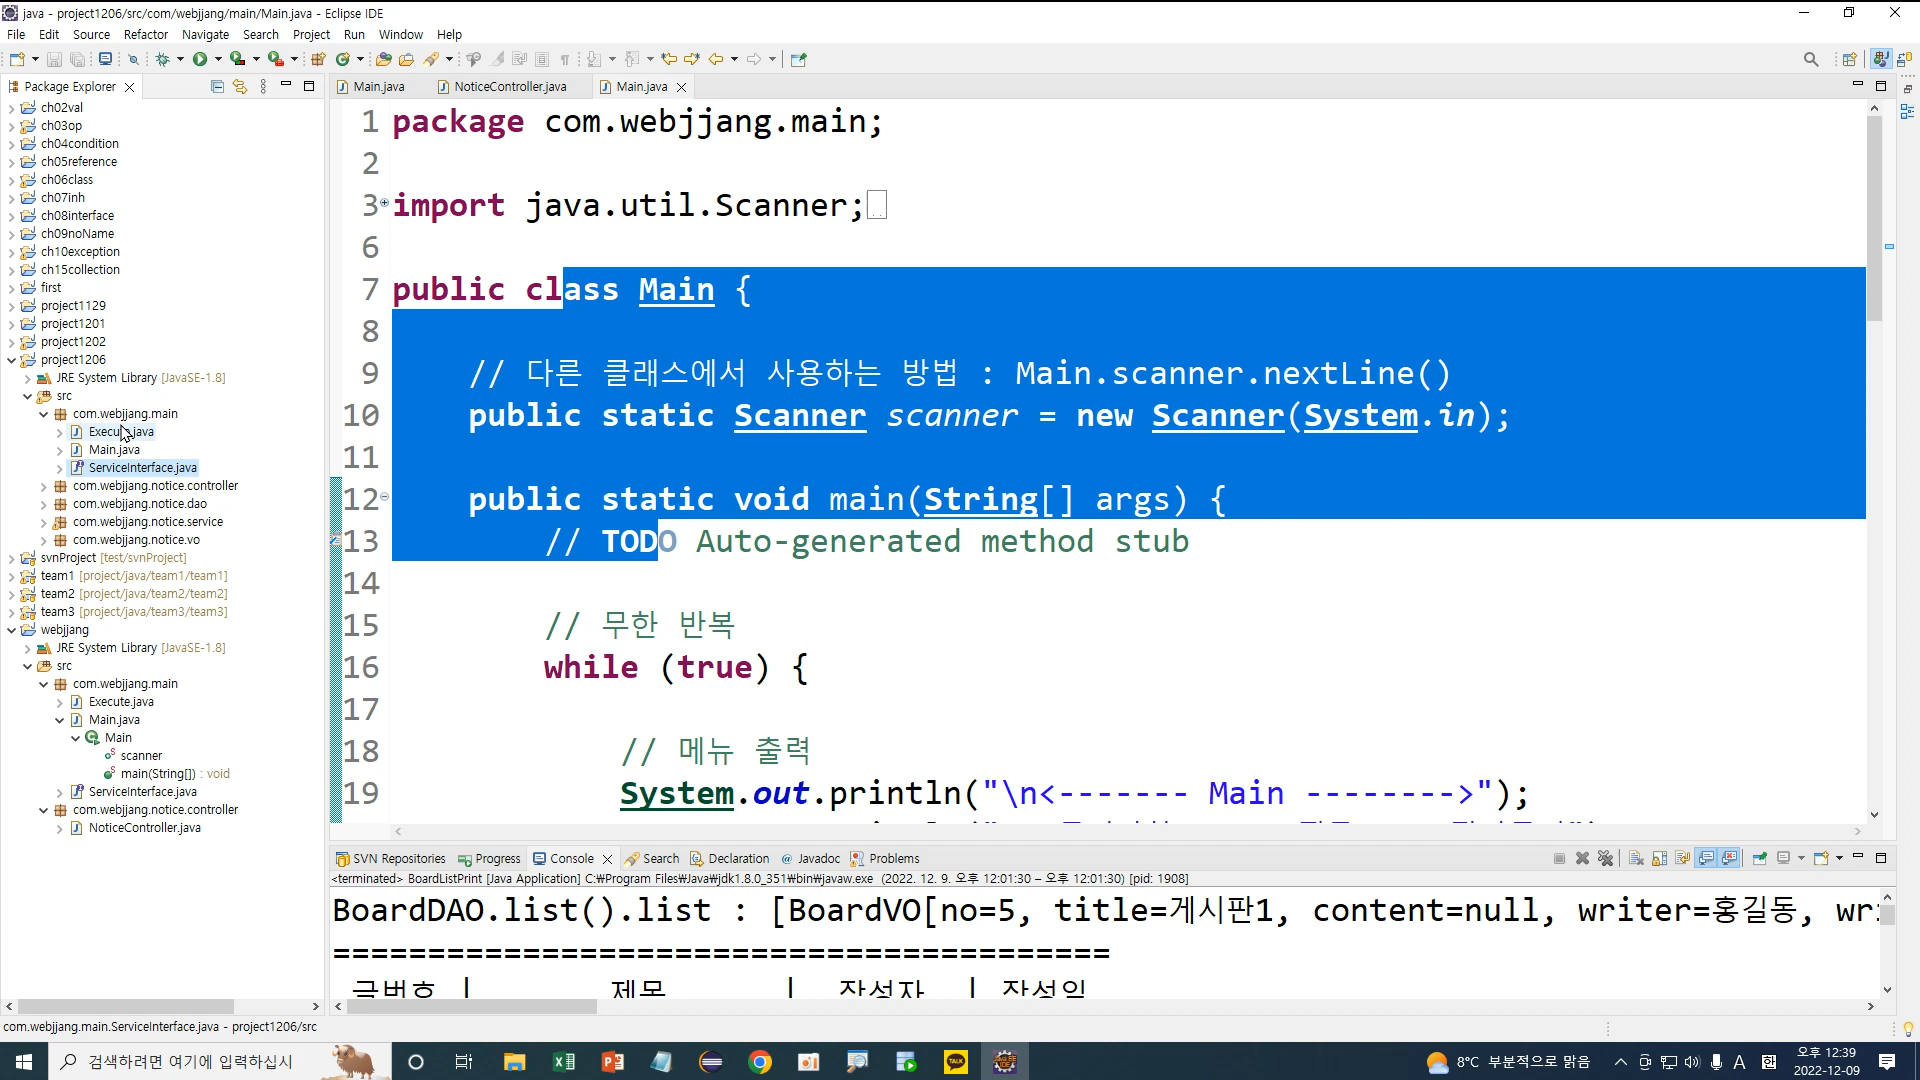 java - project1206/src/com/webjjang/main/Main.java - Eclipse IDE
File Edit Source Refactor Navigate Search Project Run Window Help
Package Explorer
Main.java NoticeController.java Main.java
ch02val
ch03op
ch04condition
ch05reference
ch06class
ch07inh
ch08interface
ch09noName
ch10exception
ch15collection
first
project1129
project1201
project1202
project1206
JRE System Library [JavaSE-1.8]
src
com.webjjang.main
Execute.java
Main.java
ServiceInterface.java
com.webjjang.notice.controller
com.webjjang.notice.dao
com.webjjang.notice.service
com.webjjang.notice.vo
svnProject [test/svnProject]
team1 [project/java/team1/team1]
team2 [project/java/team2/team2]
team3 [project/java/team3/team3]
webjjang
JRE System Library [JavaSE-1.8]
src
com.webjjang.main
Execute.java
Main.java
Main
scanner
main(String[]) : void
ServiceInterface.java
com.webjjang.notice.controller
NoticeController.java
1 package com.webjjang.main;
2
3 import java.util.Scanner;
6
7 public class Main {
8
9 // 다른 클래스에서 사용하는 방법 : Main.scanner.nextLine()
10 public static Scanner scanner = new Scanner(System.in);
11
12 public static void main(String[] args) {
13 // TODO Auto-generated method stub
14
15 // 무한 반복
16 while (true) {
17
18 // 메뉴 출력
19 System.out.println("\n<------- Main -------->");
SVN Repositories Progress Console Search Declaration @ Javadoc Problems
<terminated> BoardListPrint [Java Application] C:₩Program Files₩Java₩jdk1.8.0_351₩bin₩javaw.exe (2022. 12. 9. 오후 12:01:30 – 오후 12:01:30) [pid: 1908]
BoardDAO.list().list : [BoardVO[no=5, title=게시판1, content=null, writer=홍길동, wri
=========================================
글번호 | 제목 | 작성자 | 작성일
com.webjjang.main.ServiceInterface.java - project1206/src
검색하려면 여기에 입력하십시
TALK
8°C 부분적으로 맑음
A
한
오후 12:39
2022-12-09